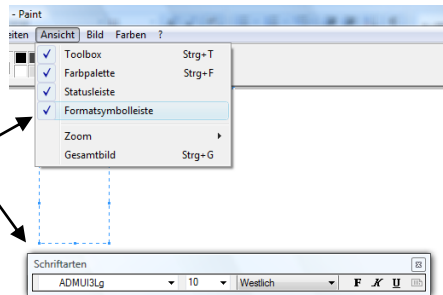 - Paint
eiten Ansicht Bild Farben ?
Toolbox Strg+T
Farbpalette Strg+F
Statusleiste
Formatsymbolleiste
Zoom
Gesamtbild Strg+G
Schriftarten
ADMUI3Lg 10 Westlich F K U